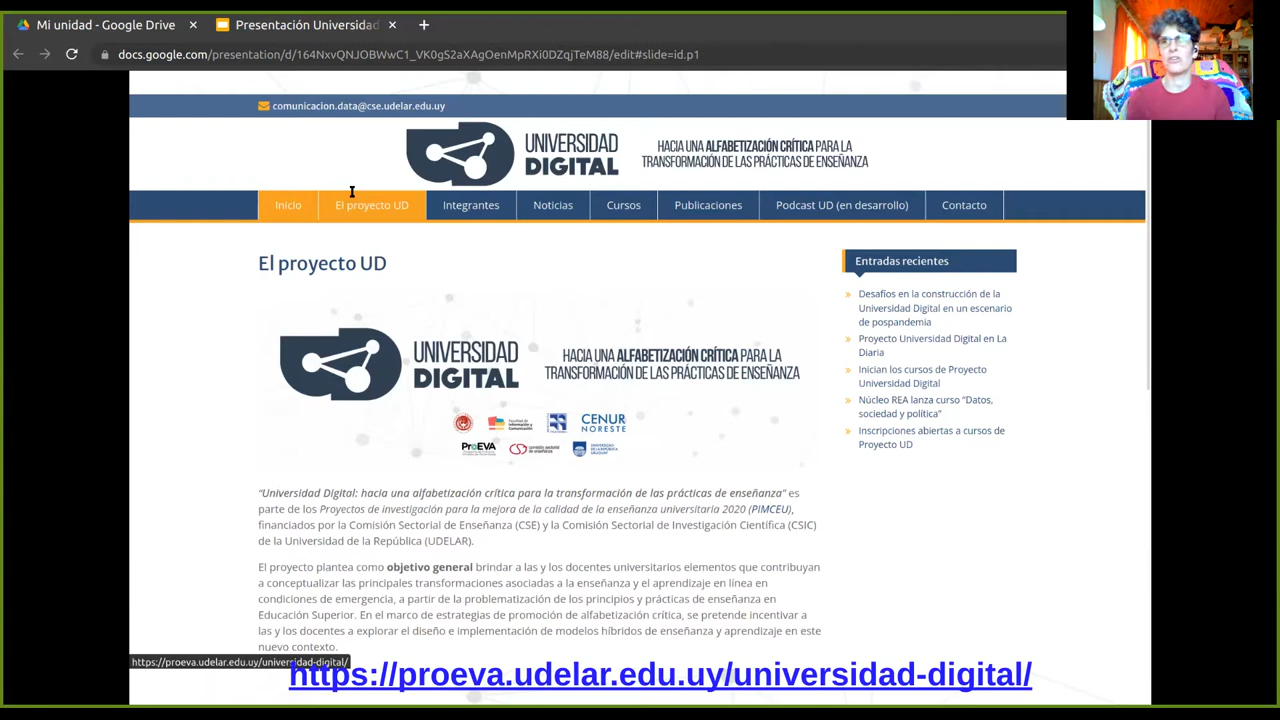 Mi unidad - Google Drive
Presentación Universidad
docs.google.com/presentation/d/164NxvQNJOBWwC1_VK0gS2aXAgOenMpRXi0DZqjTeM88/edit#slide=id.p1
comunicacion.data@cse.udelar.edu.uy
UNIVERSIDAD DIGITAL
HACIA UNA ALFABETIZACIÓN CRÍTICA PARA LA
TRANSFORMACIÓN DE LAS PRÁCTICAS DE ENSEÑANZA
Inicio
El proyecto UD
Integrantes
Noticias
Cursos
Publicaciones
Podcast UD (en desarrollo)
Contacto
El proyecto UD
UNIVERSIDAD
DIGITAL
HACIA UNA ALFABETIZACIÓN CRÍTICA PARA LA
TRANSFORMACIÓN DE LAS PRÁCTICAS DE ENSEÑANZA
CENUR
NORESTE
ProEVA
“Universidad Digital: hacia una alfabetización crítica para la transformación de las prácticas de enseñanza” es
parte de los Proyectos de investigación para la mejora de la calidad de la enseñanza universitaria 2020 (PIMCEU),
financiados por la Comisión Sectorial de Enseñanza (CSE) y la Comisión Sectorial de Investigación Científica (CSIC)
de la Universidad de la República (UDELAR).
El proyecto plantea como objetivo general brindar a las y los docentes universitarios elementos que contribuyan
a conceptualizar las principales transformaciones asociadas a la enseñanza y el aprendizaje en línea en
condiciones de emergencia, a partir de la problematización de los principios y prácticas de enseñanza en
Educación Superior. En el marco de estrategias de promoción de alfabetización crítica, se pretende incentivar a
las y los docentes a explorar el diseño e implementación de modelos híbridos de enseñanza y aprendizaje en este
nuevo contexto.
Entradas recientes
Desafíos en la construcción de la
Universidad Digital en un escenario
de pospandemia
Proyecto Universidad Digital en La
Diaria
Inician los cursos de Proyecto
Universidad Digital
Núcleo REA lanza curso “Datos,
sociedad y política”
Inscripciones abiertas a cursos de
Proyecto UD
https://proeva.udelar.edu.uy/universidad-digital/
https://proeva.udelar.edu.uy/universidad-digital/